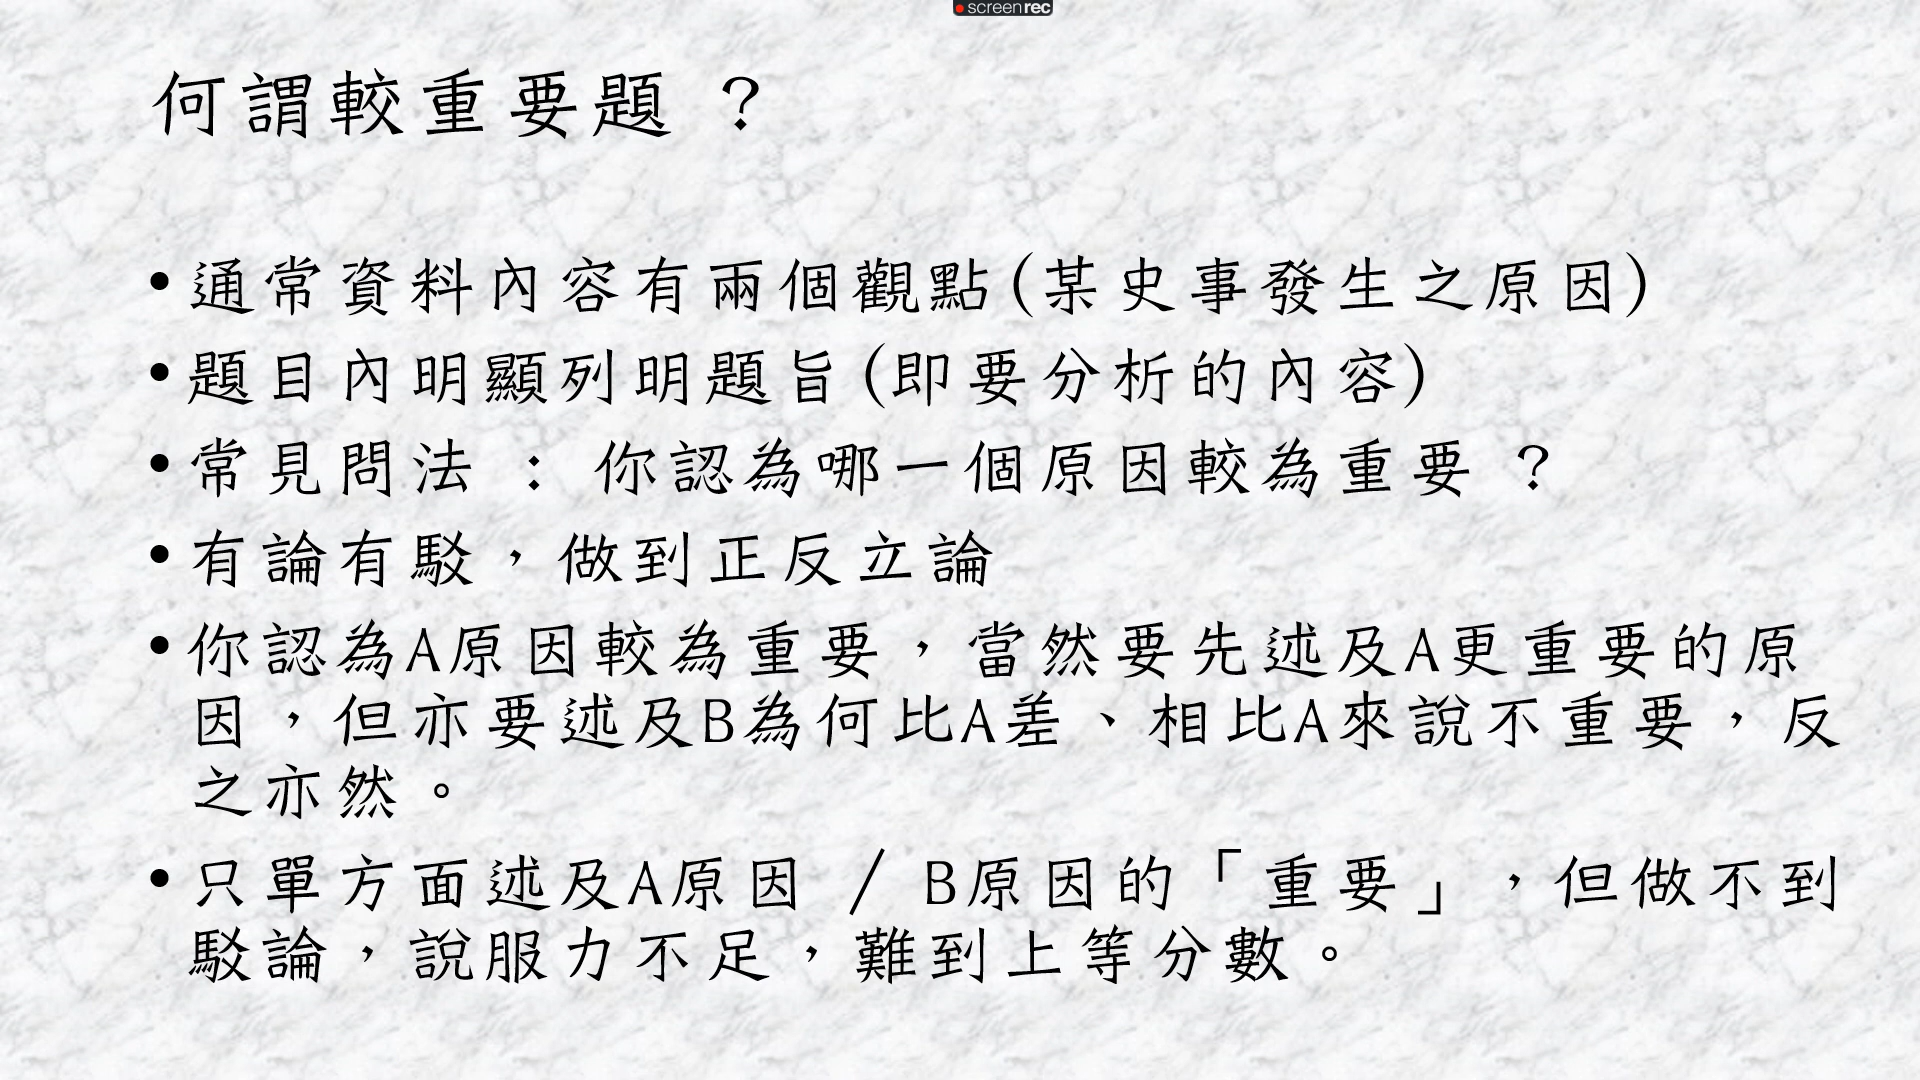 screenrec
何謂較重要題 ?
•通常資料內容有兩個觀點(某史事發生之原因)
•題目內明顯列明題旨(即要分析的內容)
•常見問法 : 你認為哪一個原因較為重要 ?
•有論有駁，做到正反立論
•你認為A原因較為重要，當然要先述及A更重要的原
因，但亦要述及B為何比A差、相比A來說不重要，反
之亦然。
•只單方面述及A原因 / B原因的「重要」，但做不到
駁論，說服力不足，難到上等分數。